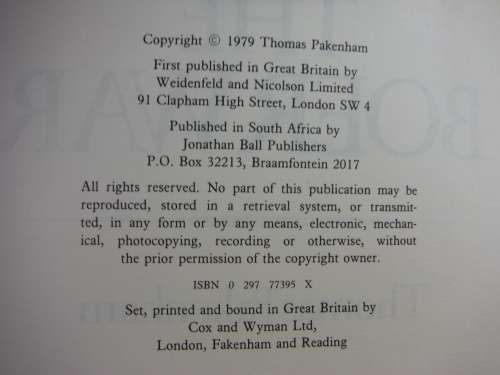 Copyright © 1979 Thomas Pakenham
First published in Great Britain by
Weidenfeld and Nicolson Limited
91 Clapham High Street, London SW 4
Published in South Africa by
Jonathan Ball Publishers
P.O. Box 32213, Braamfontein 2017
All rights reserved. No part of this publication may be
reproduced, stored in a retrieval system, or transmit-
ted, in any form or by any means, electronic, mechan-
ical, photocopying, recording or otherwise, without
the prior permission of the copyright owner.
ISBN 0 297 77395 X
Set, printed and bound in Great Britain by
Cox and Wyman Ltd,
London, Fakenham and Reading